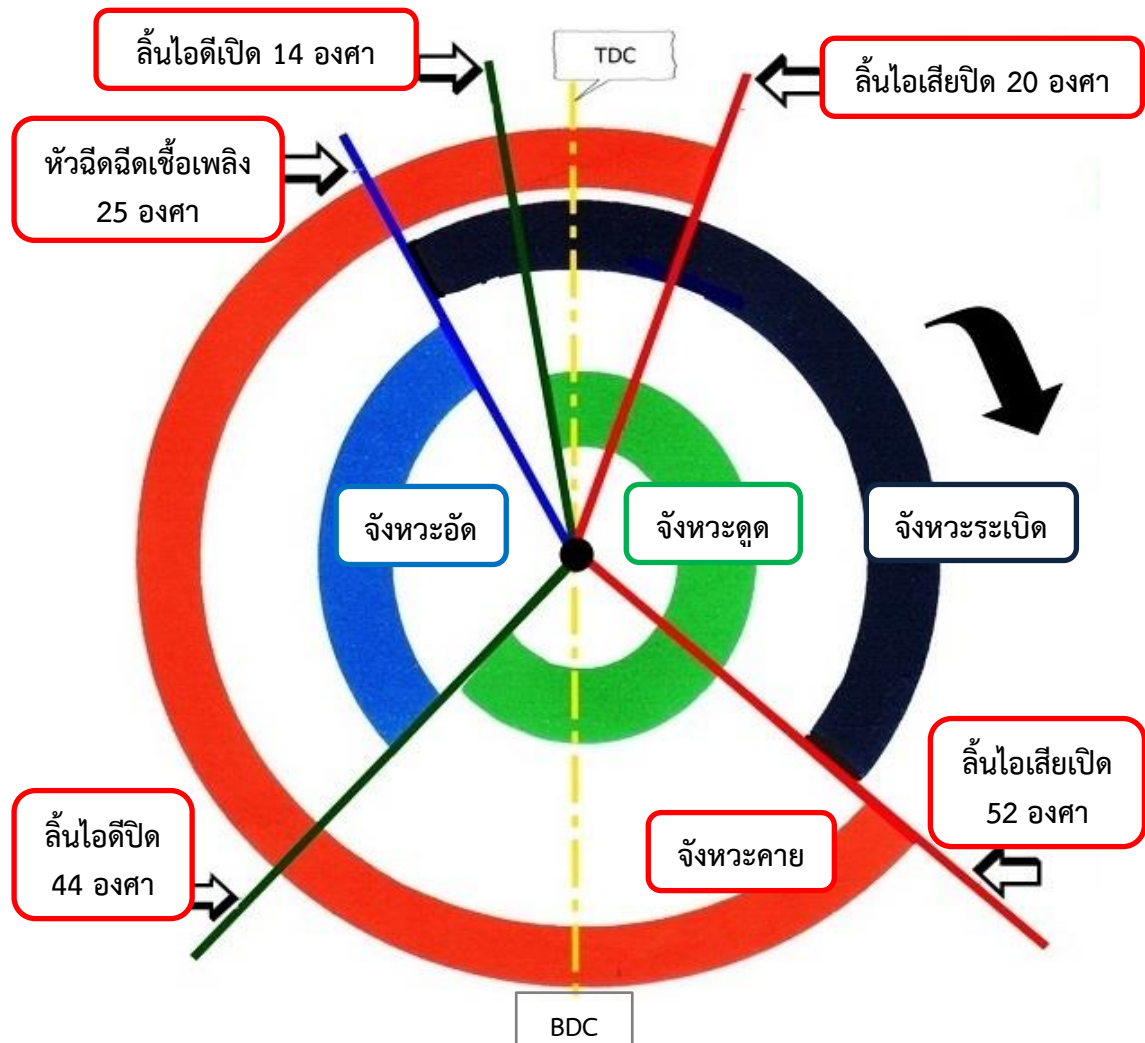 ลิ้นไอดีเปิด 14 องศา
TDC
ลิ้นไอเสียปิด 20 องศา
หัวฉีดฉีดเชื้อเพลิง
25 องศา
จังหวะอัด
จังหวะดูด
จังหวะระเบิด
ลิ้นไอเสียเปิด
52 องศา
ลิ้นไอดีปิด
44 องศา
จังหวะคาย
BDC